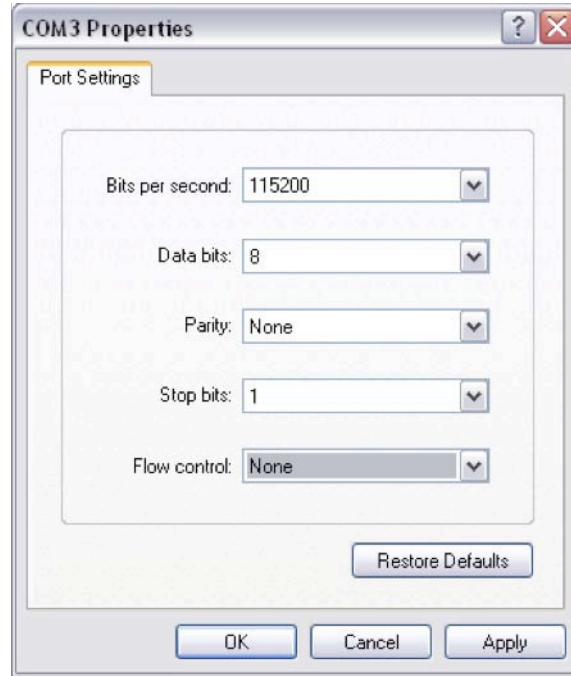 COM3 Properties
Port Settings
Bits per second: 115200
Data bits: 8
Parity: None
Stop bits: 1
Flow control: None
Restore Defaults
OK Cancel Apply